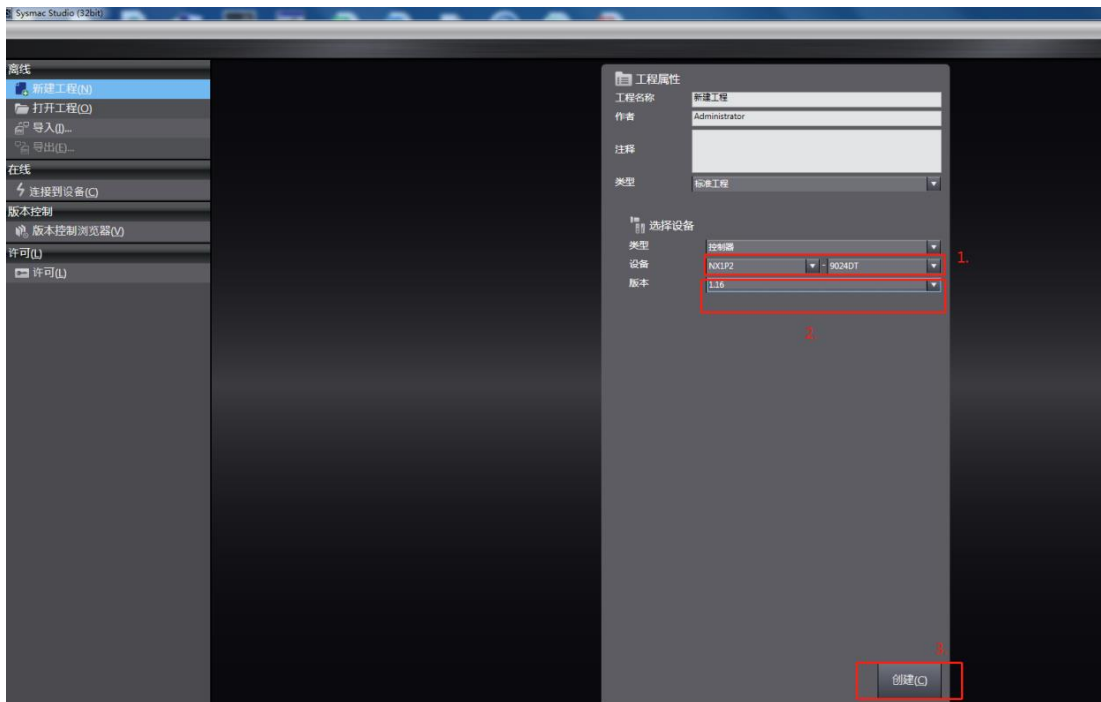 Sysmac Studio (32bit)
离线
新建工程(N)
打开工程(O)
导入(I)...
导出(E)...
在线
连接到设备(C)
版本控制
版本控制浏览器(V)
许可(L)
许可(L)
工程属性
工程名称 新建工程
作者 Administrator
注释
类型 标准工程
选择设备
类型 控制器
设备 NX1P2 - 9024DT 1.
版本 1.16
2.
3.
创建(C)